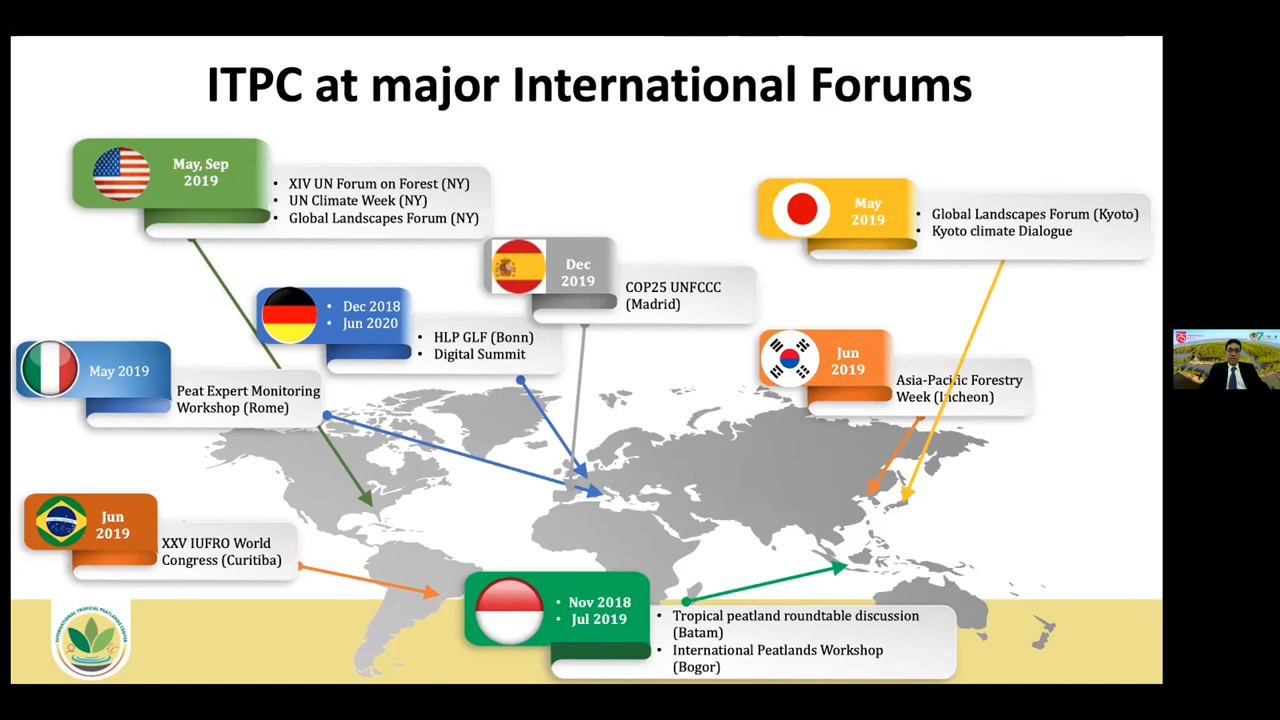 ITPC at major International Forums
May, Sep
2019
• XIV UN Forum on Forest (NY)
• UN Climate Week (NY)
• Global Landscapes Forum (NY)
May
2019
• Global Landscapes Forum (Kyoto)
• Kyoto climate Dialogue
Dec
2019
COP25 UNFCCC
(Madrid)
• Dec 2018
• Jun 2020
• HLP GLF (Bonn)
• Digital Summit
Jun
2019
Asia-Pacific Forestry
Week (Incheon)
May 2019
Peat Expert Monitoring
Workshop (Rome)
Jun
2019
XXV IUFRO World
Congress (Curitiba)
• Nov 2018
• Jul 2019
• Tropical peatland roundtable discussion
(Batam)
• International Peatlands Workshop
(Bogor)
INTERNATIONAL TROPICAL PEATLANDS CENTER